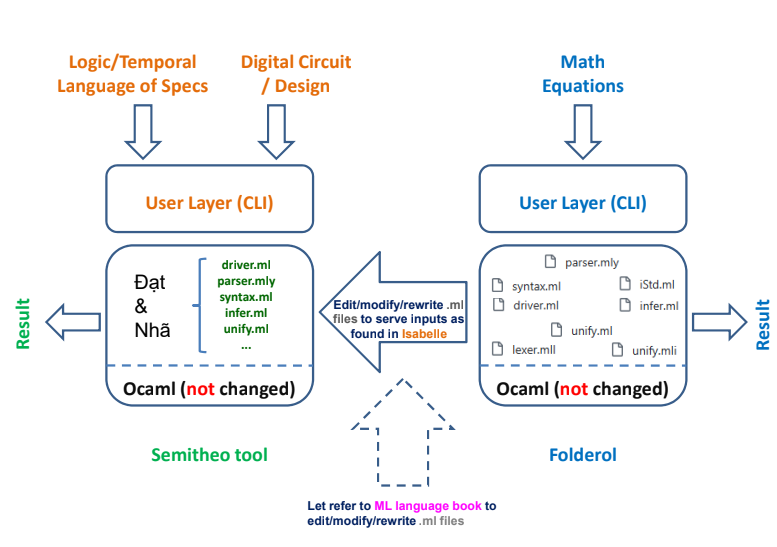 Logic/Temporal
Language of Specs
Digital Circuit
/ Design
Math
Equations
User Layer (CLI)
User Layer (CLI)
Result
Đạt
&
Nhã
driver.ml
parser.mly
syntax.ml
infer.ml
unify.ml
...
Ocaml (not changed)
Semitheo tool
Edit/modify/rewrite .ml
files to serve inputs as
found in Isabelle
parser.mly
syntax.ml
iStd.ml
driver.ml
infer.ml
unify.ml
lexer.mll
unify.mli
Ocaml (not changed)
Folderol
Result
Let refer to ML language book to
edit/modify/rewrite .ml files